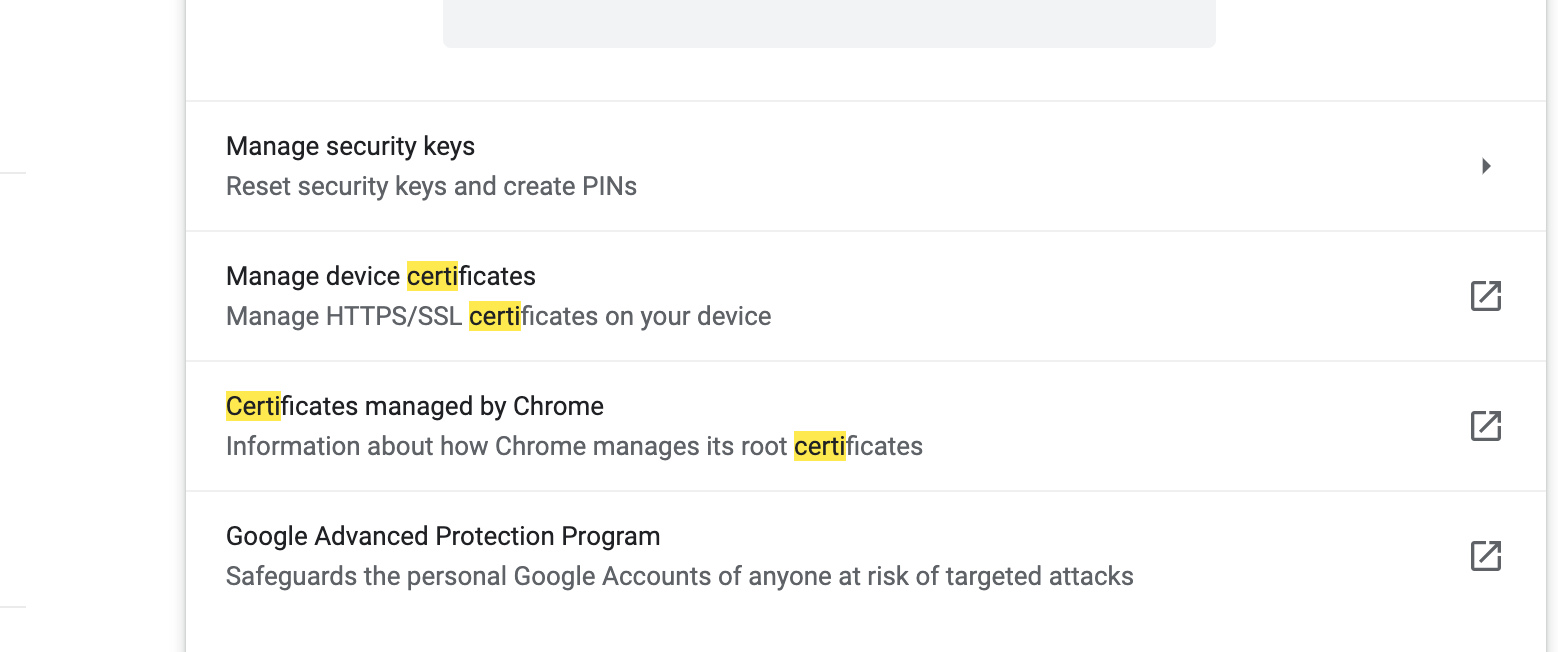 Manage security keys
Reset security keys and create PINs
Manage device certificates
Manage HTTPS/SSL certificates on your device
Certificates managed by Chrome
Information about how Chrome manages its root certificates
Google Advanced Protection Program
Safeguards the personal Google Accounts of anyone at risk of targeted attacks